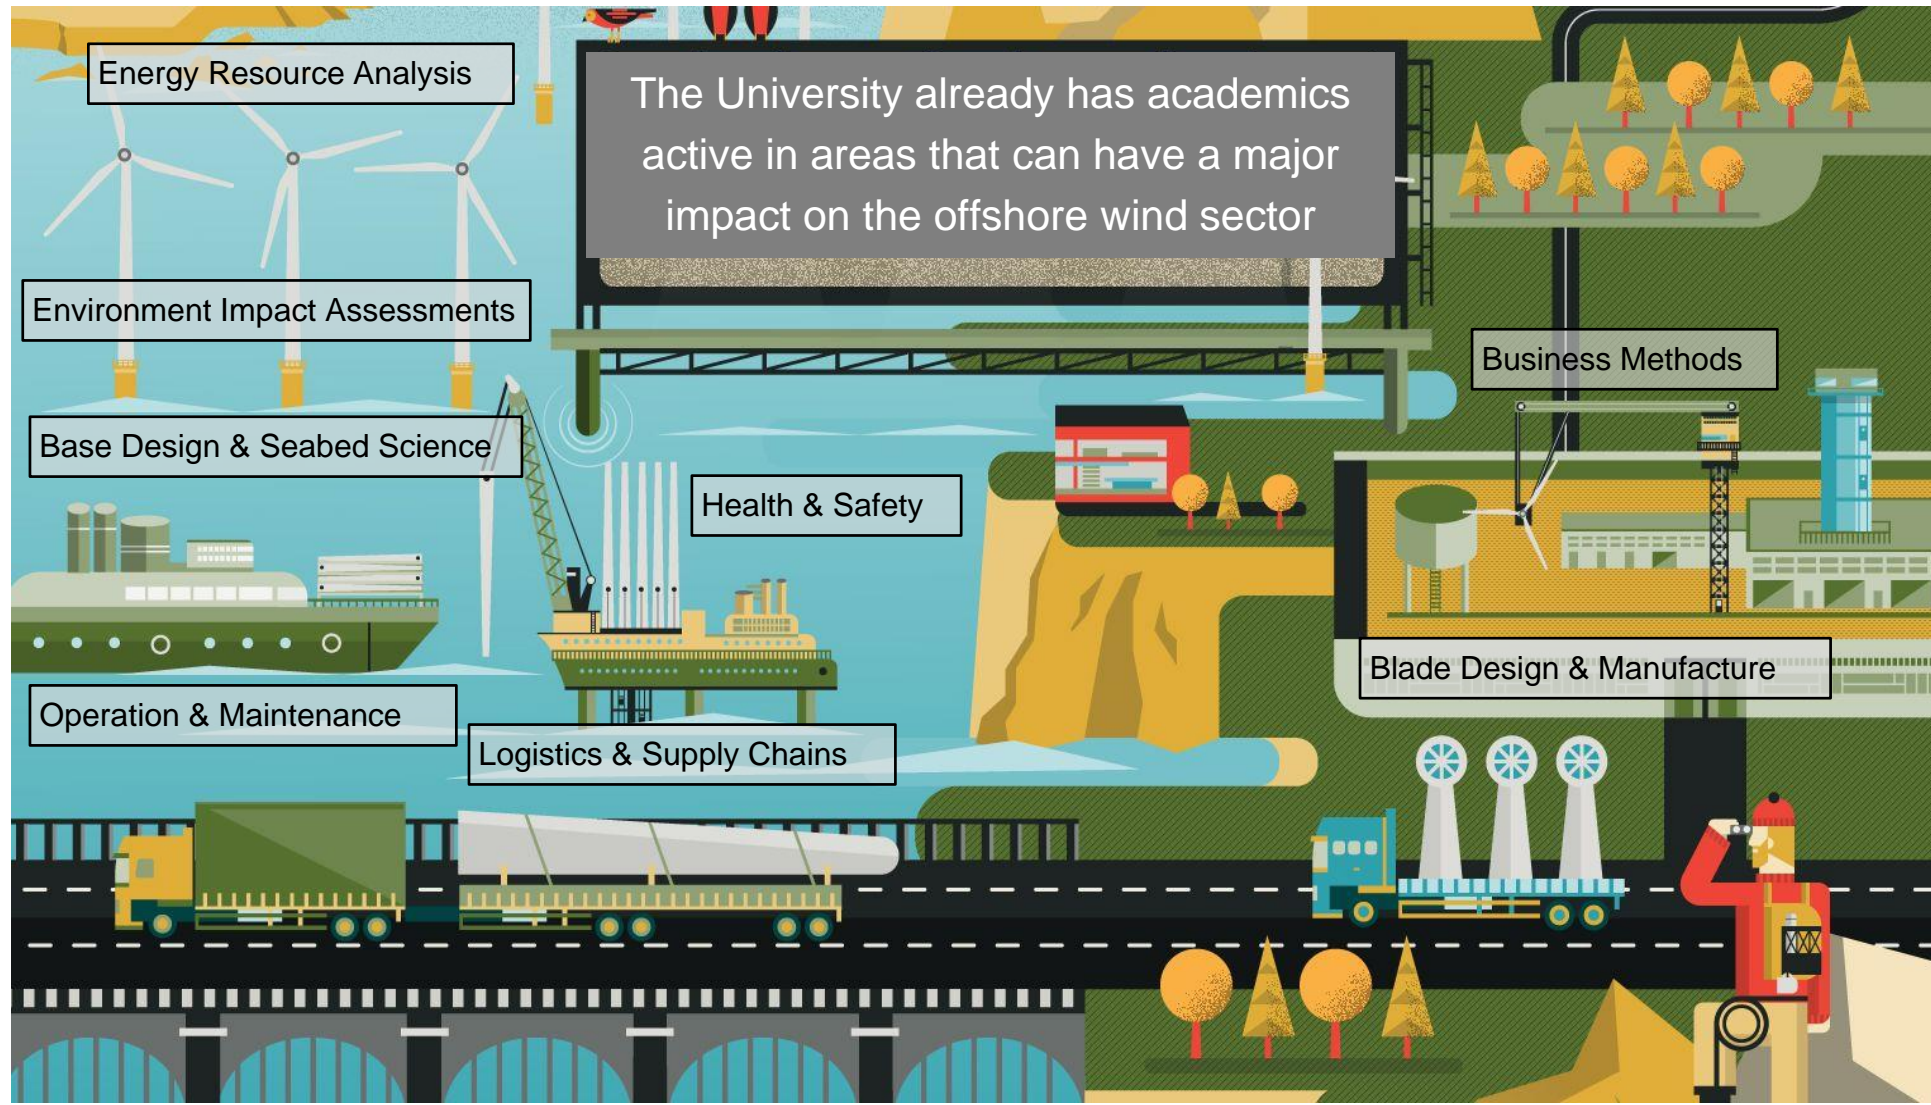 Energy Resource Analysis
The University already has academics
active in areas that can have a major
impact on the offshore wind sector
Environment Impact Assessments
Business Methods
Base Design & Seabed Science
Health & Safety
Blade Design & Manufacture
Operation & Maintenance
Logistics & Supply Chains